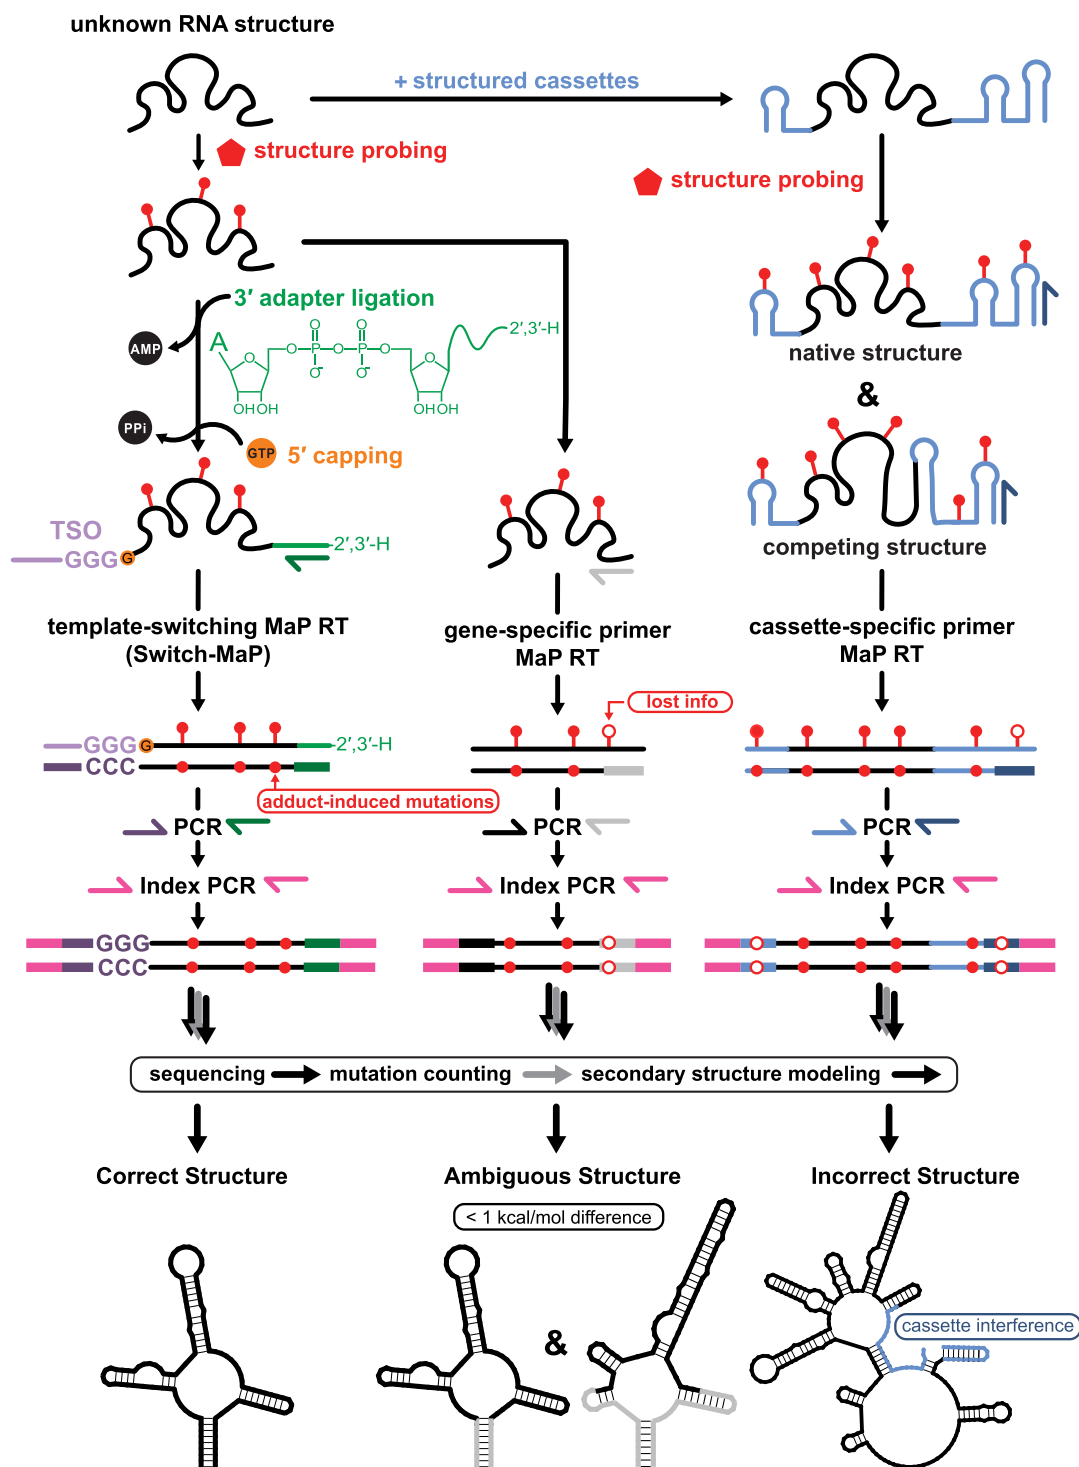 unknown RNA structure
+ structured cassettes
structure probing
structure probing
3′ adapter ligation
AMP
A
O
O
O
P
O
P
O
O
O
O⁻
O⁻
2′,3′-H
OHOH
OHOH
PPi
GTP
5′ capping
native structure
&
competing structure
TSO
GGG
G
-2′,3′-H
template-switching MaP RT
(Switch-MaP)
gene-specific primer
MaP RT
cassette-specific primer
MaP RT
lost info
GGG
G
-2′,3′-H
CCC
adduct-induced mutations
PCR
PCR
PCR
Index PCR
Index PCR
Index PCR
GGG
CCC
sequencing
mutation counting
secondary structure modeling
Correct Structure
Ambiguous Structure
Incorrect Structure
< 1 kcal/mol difference
&
cassette interference